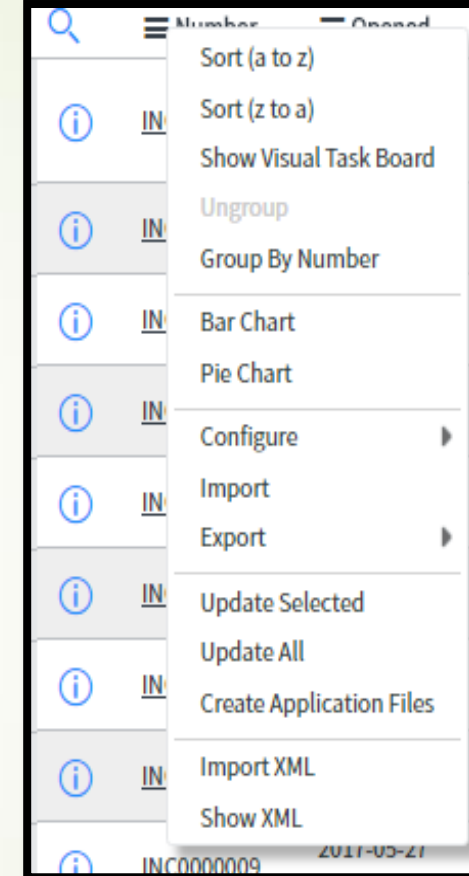 Number Opened
Sort (a to z)
Sort (z to a)
Show Visual Task Board
Ungroup
Group By Number
Bar Chart
Pie Chart
Configure
Import
Export
Update Selected
Update All
Create Application Files
Import XML
Show XML
INC0000009 2017-05-27